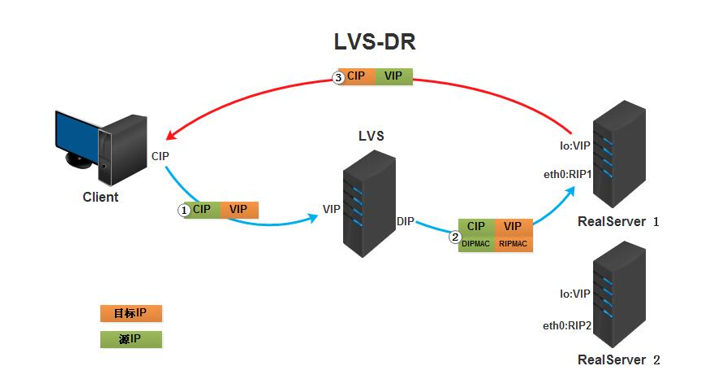 LVS-DR
3 CIP VIP
LVS
CIP
Client
1 CIP VIP
VIP
DIP
2 CIP VIP
DIPMAC RIPMAC
lo:VIP
eth0:RIP1
RealServer 1
lo:VIP
eth0:RIP2
RealServer 2
目标IP
源IP